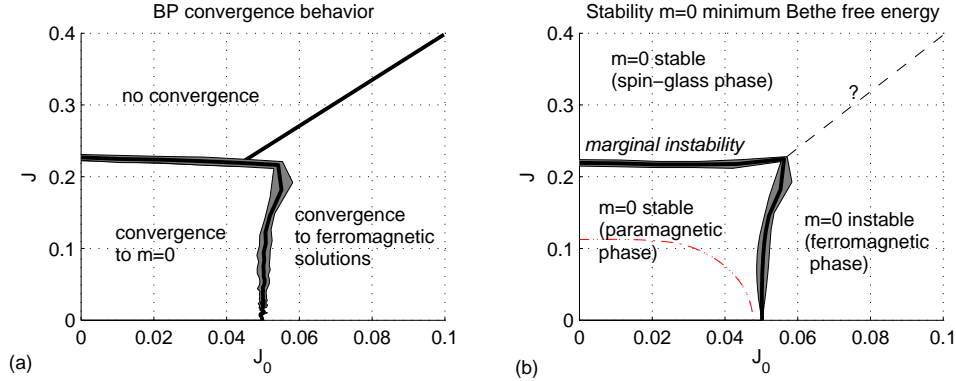 BP convergence behavior
0.4
0.3
0.2
0.1
0
J
no convergence
convergence
to m=0
convergence
to ferromagnetic
solutions
0
0.02
0.04
0.06
0.08
0.1
J0
(a)
Stability m=0 minimum Bethe free energy
0.4
0.3
0.2
0.1
0
J
m=0 stable
(spin-glass phase)
?
marginal instability
m=0 stable
(paramagnetic
phase)
m=0 instable
(ferromagnetic
phase)
0
0.02
0.04
0.06
0.08
0.1
J0
(b)